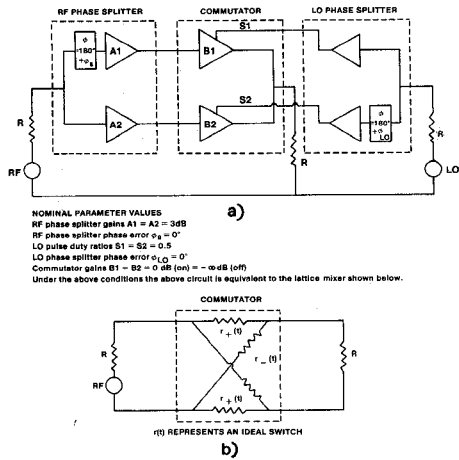 RF PHASE SPLITTER
COMMUTATOR
LO PHASE SPLITTER
S1
ϕ
180°
+ϕs
A1
B1
S2
A2
B2
ϕ
180°
+ϕ
LO
R
R
R
RF
LO
a)
NOMINAL PARAMETER VALUES
RF phase splitter gains A1 = A2 = 3dB
RF phase splitter phase error ϕs = 0°
LO pulse duty ratios S1 = S2 = 0.5
LO phase splitter phase error ϕLO = 0°
Commutator gains B1 – B2 = 0 dB (on) = – ∞ dB (off)
Under the above conditions the above circuit is equivalent to the lattice mixer shown below.
COMMUTATOR
r+(t)
R
r–(t)
R
RF
r+(t)
r(t) REPRESENTS AN IDEAL SWITCH
b)